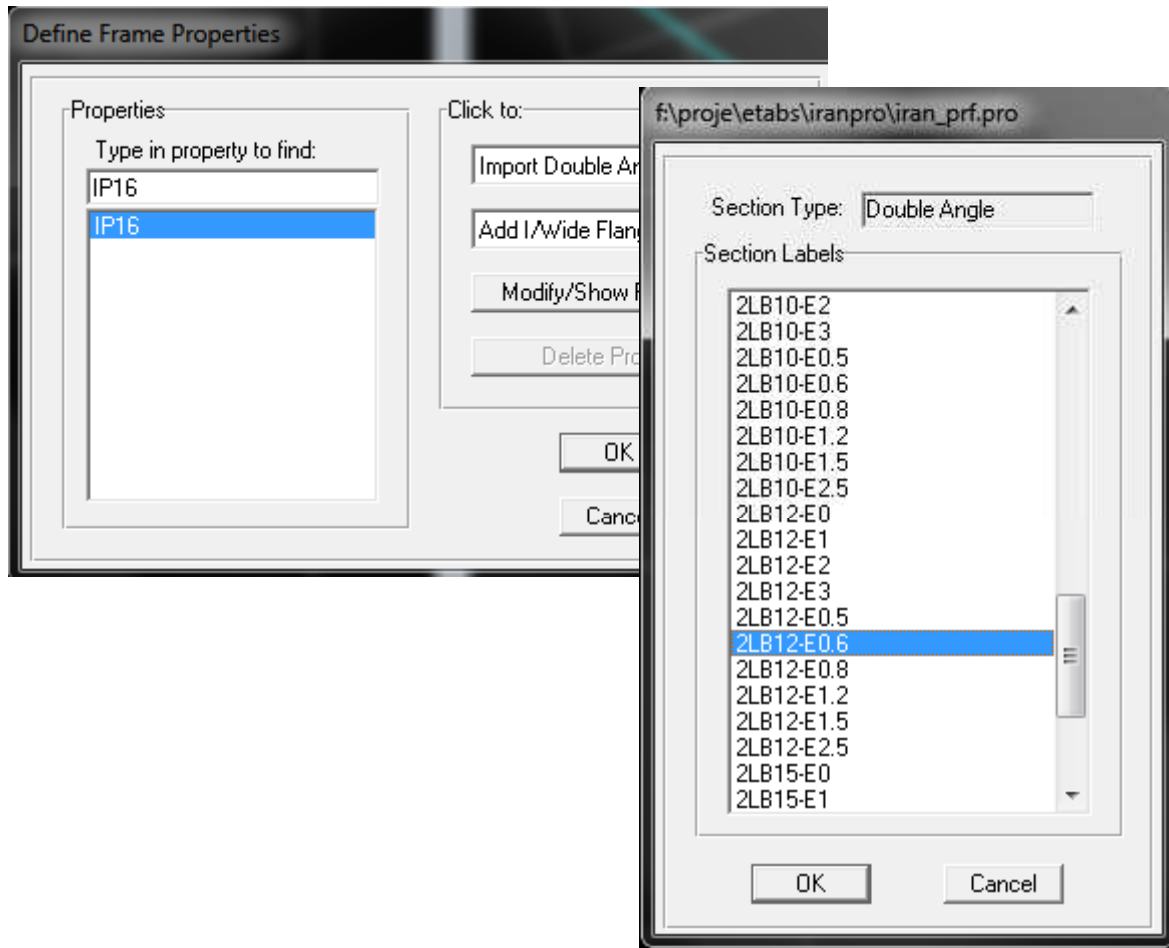 Define Frame Properties
Properties
Type in property to find:
IP16
IP16
Click to:
Import Double An
Add I/Wide Flang
Modify/Show
Delete Pro
OK
Cance
f:\proje\etabs\iranpro\iran_prf.pro
Section Type: Double Angle
Section Labels
2LB10-E2
2LB10-E3
2LB10-E0.5
2LB10-E0.6
2LB10-E0.8
2LB10-E1.2
2LB10-E1.5
2LB10-E2.5
2LB12-E0
2LB12-E1
2LB12-E2
2LB12-E3
2LB12-E0.5
2LB12-E0.6
2LB12-E0.8
2LB12-E1.2
2LB12-E1.5
2LB12-E2.5
2LB15-E0
2LB15-E1
OK
Cancel